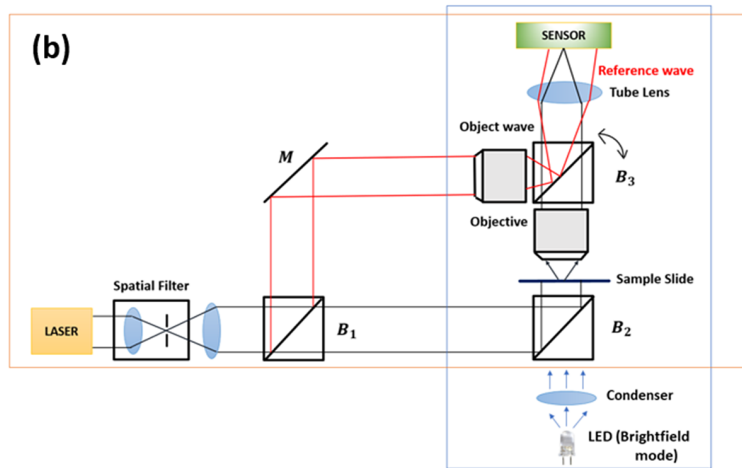 (b)
SENSOR
Reference wave
Tube Lens
Object wave
M
B3
Objective
Spatial Filter
Sample Slide
LASER
B1
B2
Condenser
LED (Brightfield
mode)